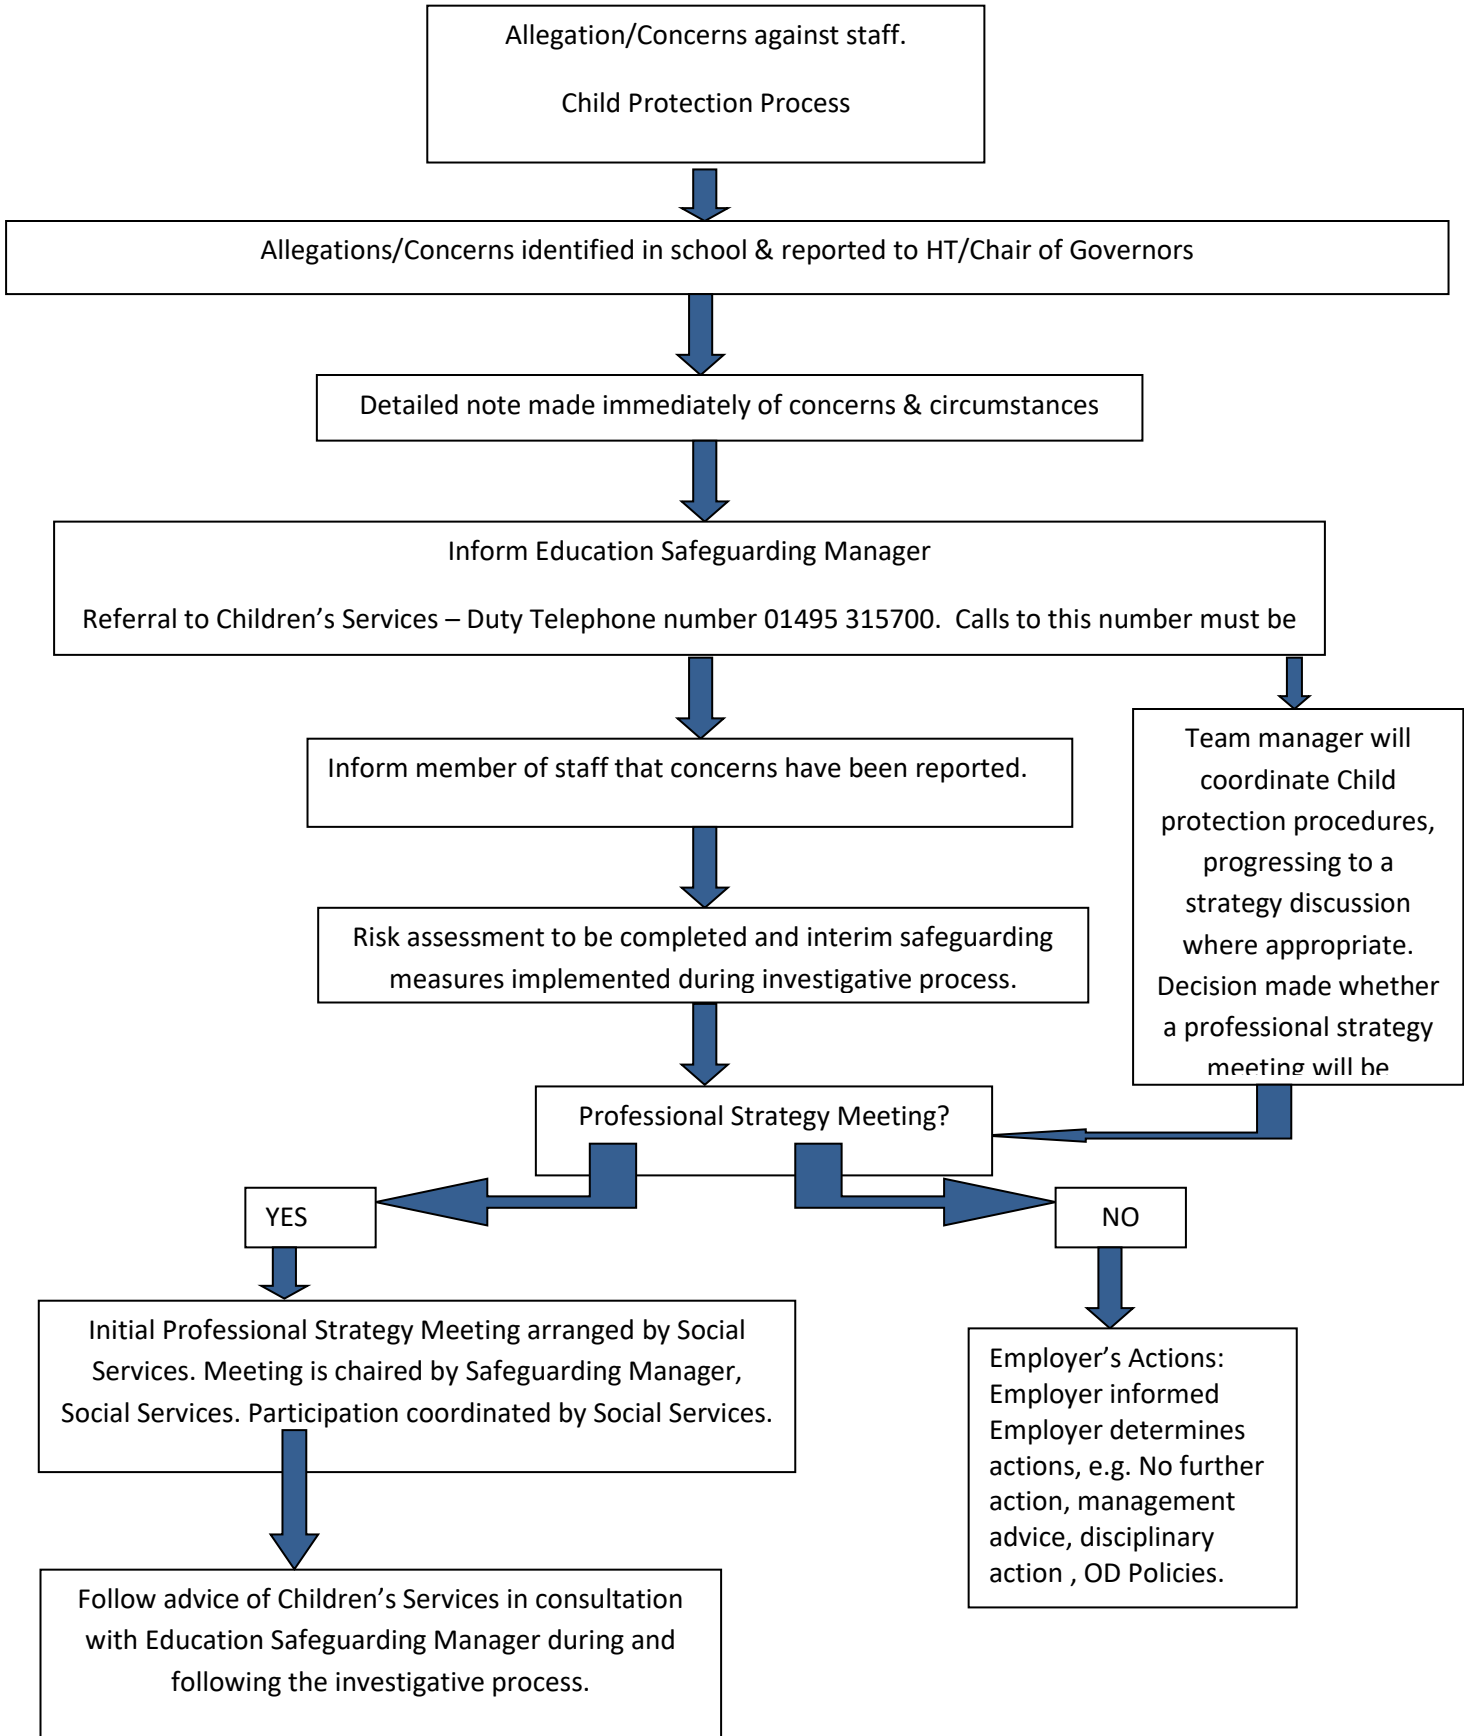 Allegation/Concerns against staff.
Child Protection Process
Allegations/Concerns identified in school & reported to HT/Chair of Governors
Detailed note made immediately of concerns & circumstances
Inform Education Safeguarding Manager
Referral to Children’s Services – Duty Telephone number 01495 315700.  Calls to this number must be
Inform member of staff that concerns have been reported.
Team manager will
coordinate Child
protection procedures,
progressing to a
strategy discussion
where appropriate.
Decision made whether
a professional strategy
meeting will be
Risk assessment to be completed and interim safeguarding
measures implemented during investigative process.
Professional Strategy Meeting?
YES
NO
Initial Professional Strategy Meeting arranged by Social
Services. Meeting is chaired by Safeguarding Manager,
Social Services. Participation coordinated by Social Services.
Employer’s Actions:
Employer informed
Employer determines
actions, e.g. No further
action, management
advice, disciplinary
action , OD Policies.
Follow advice of Children’s Services in consultation
with Education Safeguarding Manager during and
following the investigative process.